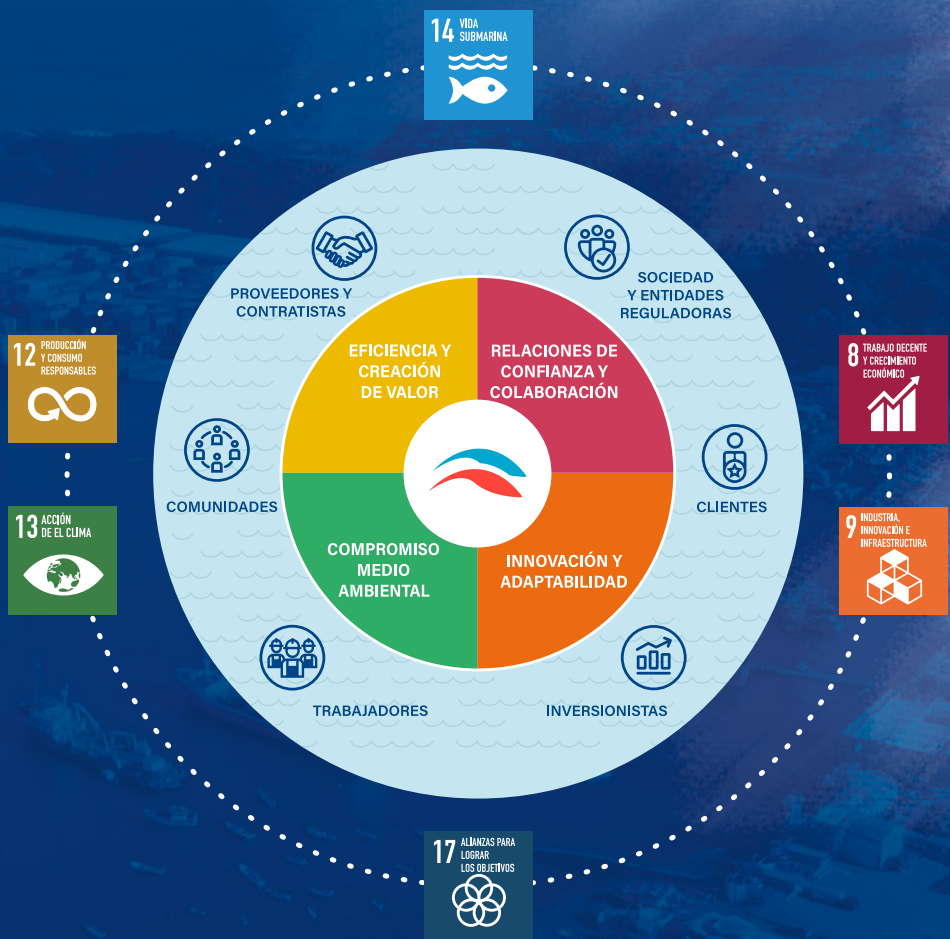 14 VIDA
SUBMARINA
PROVEEDORES Y
CONTRATISTAS
SOCIEDAD
Y ENTIDADES
REGULADORAS
12 PRODUCCIÓN
Y CONSUMO
RESPONSABLES
EFICIENCIA Y
CREACIÓN
DE VALOR
RELACIONES DE
CONFIANZA Y
COLABORACIÓN
8 TRABAJO DECENTE
Y CRECIMIENTO
ECONÓMICO
COMUNIDADES
CLIENTES
13 ACCIÓN
DE EL CLIMA
COMPROMISO
MEDIO
AMBIENTAL
INNOVACIÓN Y
ADAPTABILIDAD
9 INDUSTRIA,
INNOVACIÓN E
INFRAESTRUCTURA
TRABAJADORES
INVERSIONISTAS
17 ALIANZAS PARA
LOGRAR
LOS OBJETIVOS